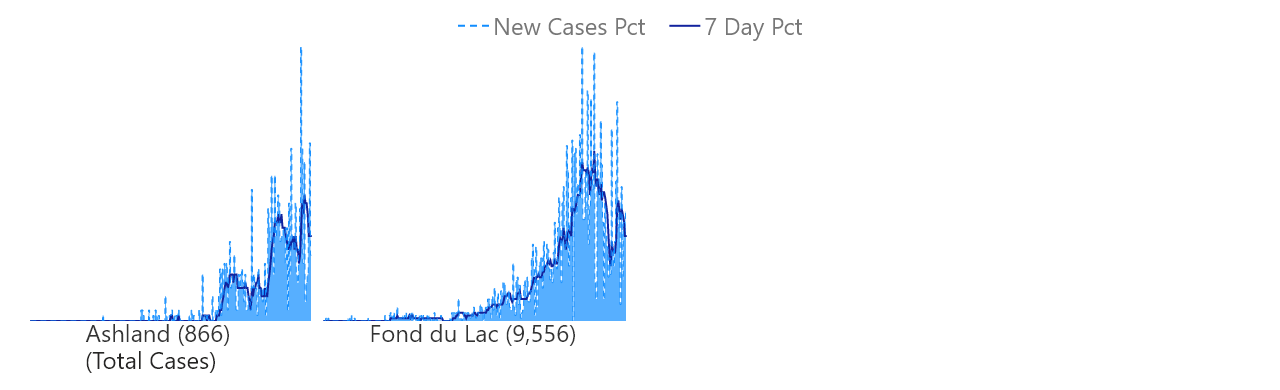 New Cases Pct 7 Day Pct
Ashland (866) Fond du Lac (9,556)
(Total Cases)